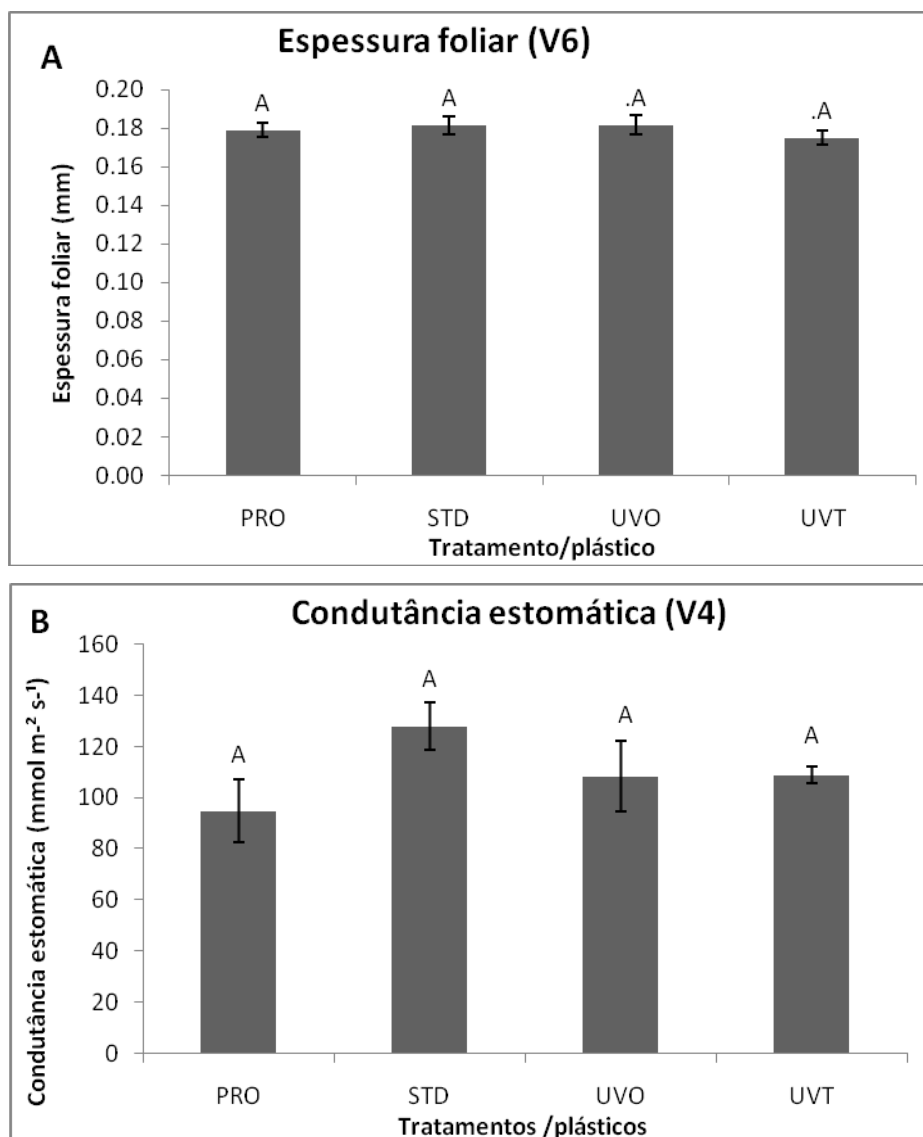 A
Espessura foliar (V6)
Espessura foliar (mm)
0.20
0.18
0.16
0.14
0.12
0.10
0.08
0.06
0.04
0.02
0.00
A
A
.A
.A
PRO
STD
UVO
UVT
Tratamento/plástico
B
Condutância estomática (V4)
Condutância estomática (mmol m-² s-¹)
160
140
120
100
80
60
40
20
0
A
A
A
A
PRO
STD
UVO
UVT
Tratamentos /plásticos